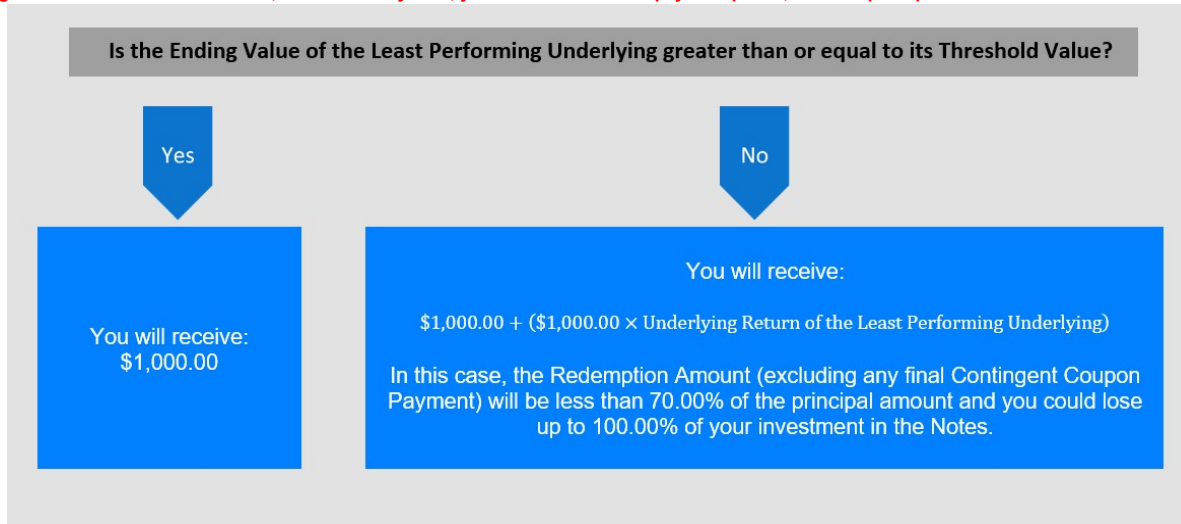 Is the Ending Value of the Least Performing Underlying greater than or equal to its Threshold Value?
Yes
No
You will receive:
$1,000.00
You will receive:
$1,000.00 + ($1,000.00 × Underlying Return of the Least Performing Underlying)
In this case, the Redemption Amount (excluding any final Contingent Coupon
Payment) will be less than 70.00% of the principal amount and you could lose
up to 100.00% of your investment in the Notes.